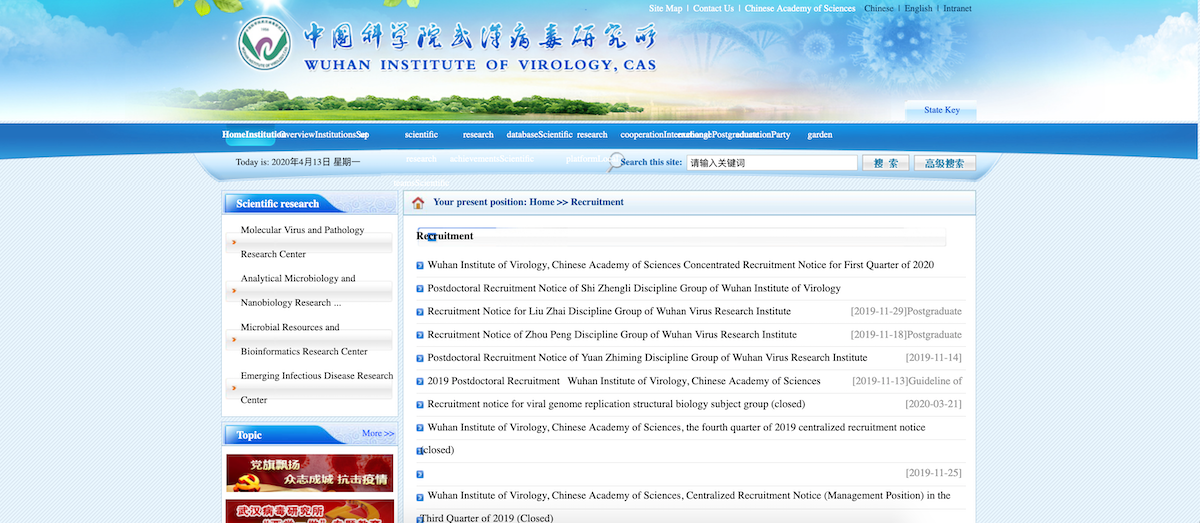 Site Map | Contact Us | Chinese Academy of Sciences Chinese | English | Intranet
中国科学院武汉病毒研究所
WUHAN INSTITUTE OF VIROLOGY, CAS
State Key
HomeInstitution OverviewInstitutionsSet up scientific research databaseScientific research cooperationInternational exchangePostgraduate educationParty garden
research achievementsScientific platform
Today is: 2020年4月13日 星期一
Search this site: 请输入关键词 搜 索 高级搜索
Scientific research
Molecular Virus and Pathology
Research Center
Analytical Microbiology and
Nanobiology Research ...
Microbial Resources and
Bioinformatics Research Center
Emerging Infectious Disease Research
Center
Topic More >>
党旗飘扬
众志成城 抗击疫情
武汉病毒研究所
Your present position: Home >> Recruitment
Recruitment
Wuhan Institute of Virology, Chinese Academy of Sciences Concentrated Recruitment Notice for First Quarter of 2020
Postdoctoral Recruitment Notice of Shi Zhengli Discipline Group of Wuhan Institute of Virology
Recruitment Notice for Liu Zhai Discipline Group of Wuhan Virus Research Institute [2019-11-29]Postgraduate
Recruitment Notice of Zhou Peng Discipline Group of Wuhan Virus Research Institute [2019-11-18]Postgraduate
Postdoctoral Recruitment Notice of Yuan Zhiming Discipline Group of Wuhan Virus Research Institute [2019-11-14]
2019 Postdoctoral Recruitment Wuhan Institute of Virology, Chinese Academy of Sciences [2019-11-13]Guideline of
Recruitment notice for viral genome replication structural biology subject group (closed) [2020-03-21]
Wuhan Institute of Virology, Chinese Academy of Sciences, the fourth quarter of 2019 centralized recruitment notice
(closed)
[2019-11-25]
Wuhan Institute of Virology, Chinese Academy of Sciences, Centralized Recruitment Notice (Management Position) in the
Third Quarter of 2019 (Closed)